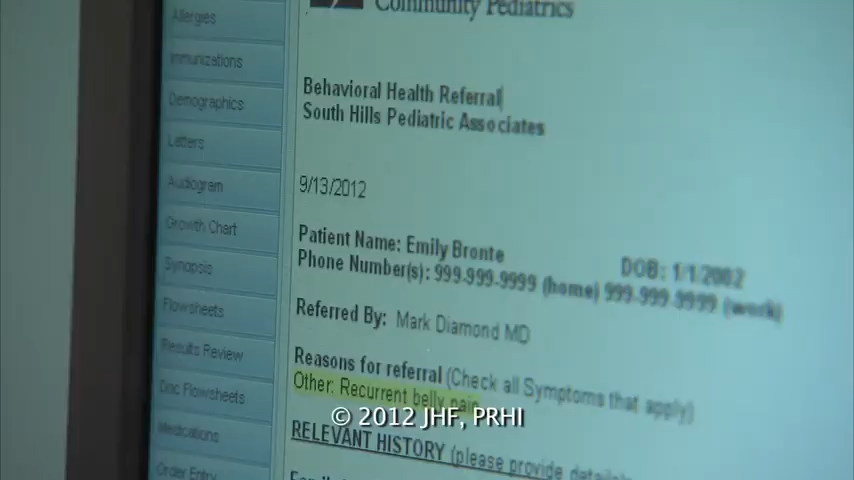 Community Pediatrics
Allergies
Immunizations
Demographics
Letters
Audiogram
Growth Chart
Synopsis
Flowsheets
Results Review
Doc Flowsheets
Medications
Order Entry
Behavioral Health Referral
South Hills Pediatric Associates
9/13/2012
Patient Name: Emily Bronte DOB: 1/1/2002
Phone Number(s): 999-999-9999 (home) 999-999-9999 (work)
Referred By: Mark Diamond MD
Reasons for referral (Check all Symptoms that apply)
Other: Recurrent belly pain
© 2012 JHF, PRHI
RELEVANT HISTORY (please provide details)